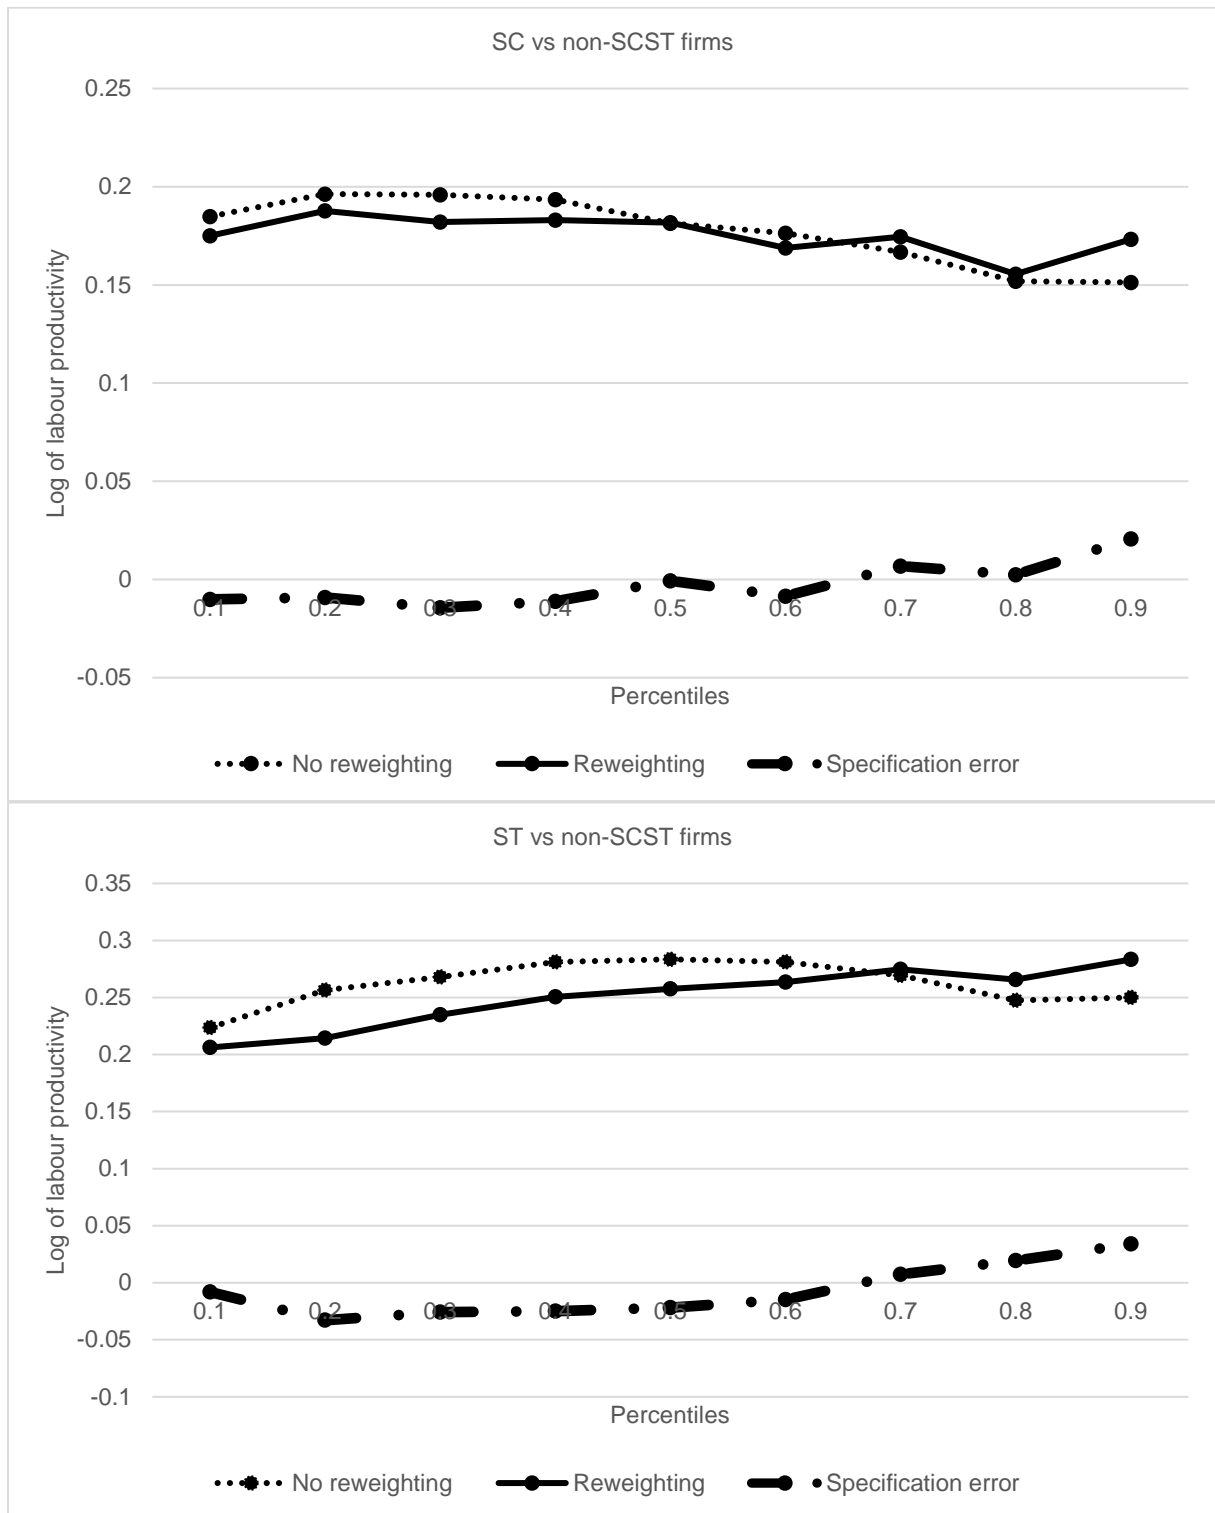 SC vs non-SCST firms
0.25
0.2
0.15
0.1
0.05
0
-0.05
Log of labour productivity
0.1 0.2 0.3 0.4 0.5 0.6 0.7 0.8 0.9
Percentiles
No reweighting Reweighting Specification error
ST vs non-SCST firms
0.35
0.3
0.25
0.2
0.15
0.1
0.05
0
-0.05
-0.1
Log of labour productivity
0.1 0.2 0.3 0.4 0.5 0.6 0.7 0.8 0.9
Percentiles
No reweighting Reweighting Specification error